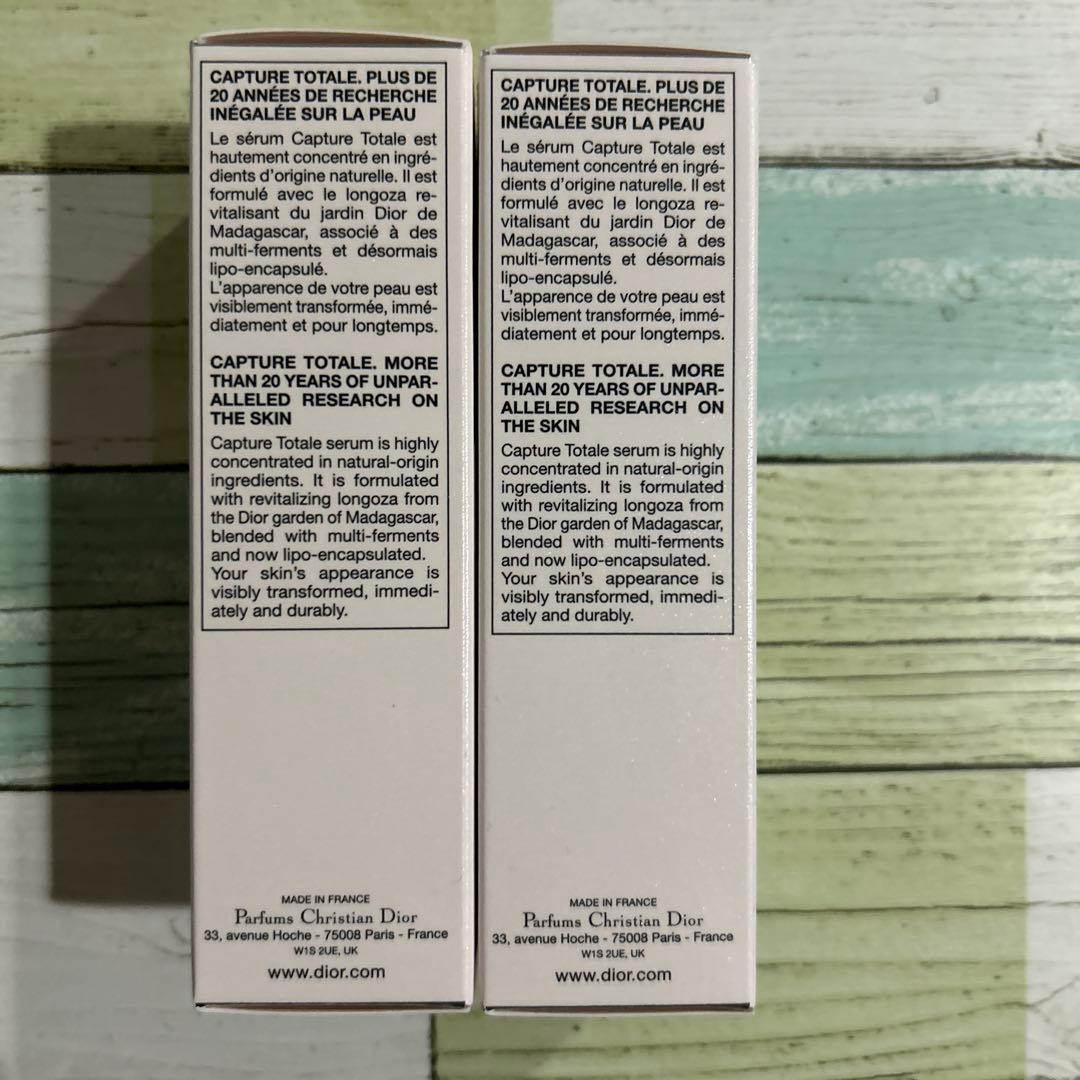 CAPTURE TOTALE. PLUS DE
20 ANNÉES DE RECHERCHE
INÉGALÉE SUR LA PEAU
Le sérum Capture Totale est
hautement concentré en ingré-
dients d'origine naturelle. Il est
formulé avec le longoza re-
vitalisant du jardin Dior de
Madagascar, associé à des
multi-ferments et désormais
lipo-encapsulé.
L'apparence de votre peau est
visiblement transformée, immé-
diatement et pour longtemps.
CAPTURE TOTALE. MORE
THAN 20 YEARS OF UNPAR-
ALLELED RESEARCH ON
THE SKIN
Capture Totale serum is highly
concentrated in natural-origin
ingredients. It is formulated
with revitalizing longoza from
the Dior garden of Madagascar,
blended with multi-ferments
and now lipo-encapsulated.
Your skin's appearance is
visibly transformed, immedi-
ately and durably.
MADE IN FRANCE
Parfums Christian Dior
33, avenue Hoche - 75008 Paris - France
W1S 2UE, UK
www.dior.com
CAPTURE TOTALE. PLUS DE
20 ANNÉES DE RECHERCHE
INÉGALÉE SUR LA PEAU
Le sérum Capture Totale est
hautement concentré en ingré-
dients d'origine naturelle. Il est
formulé avec le longoza re-
vitalisant du jardin Dior de
Madagascar, associé à des
multi-ferments et désormais
lipo-encapsulé.
L'apparence de votre peau est
visiblement transformée, immé-
diatement et pour longtemps.
CAPTURE TOTALE. MORE
THAN 20 YEARS OF UNPAR-
ALLELED RESEARCH ON
THE SKIN
Capture Totale serum is highly
concentrated in natural-origin
ingredients. It is formulated
with revitalizing longoza from
the Dior garden of Madagascar,
blended with multi-ferments
and now lipo-encapsulated.
Your skin's appearance is
visibly transformed, immedi-
ately and durably.
MADE IN FRANCE
Parfums Christian Dior
33, avenue Hoche - 75008 Paris - France
W1S 2UE, UK
www.dior.com